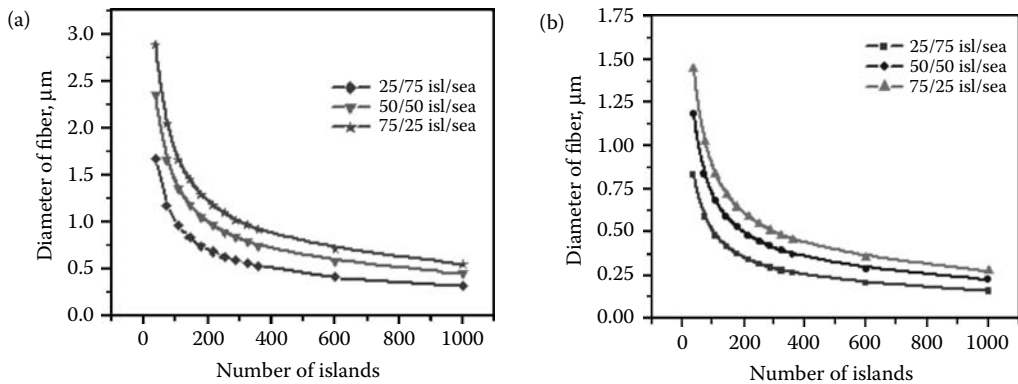 (a)
3.0
2.5
2.0
1.5
1.0
0.5
0.0
Diameter of fiber, μm
25/75 isl/sea
50/50 isl/sea
75/25 isl/sea
0 200 400 600 800 1000
Number of islands
(b)
1.75
1.50
1.25
1.00
0.75
0.50
0.25
0.00
Diameter of fiber, μm
25/75 isl/sea
50/50 isl/sea
75/25 isl/sea
0 200 400 600 800 1000
Number of islands